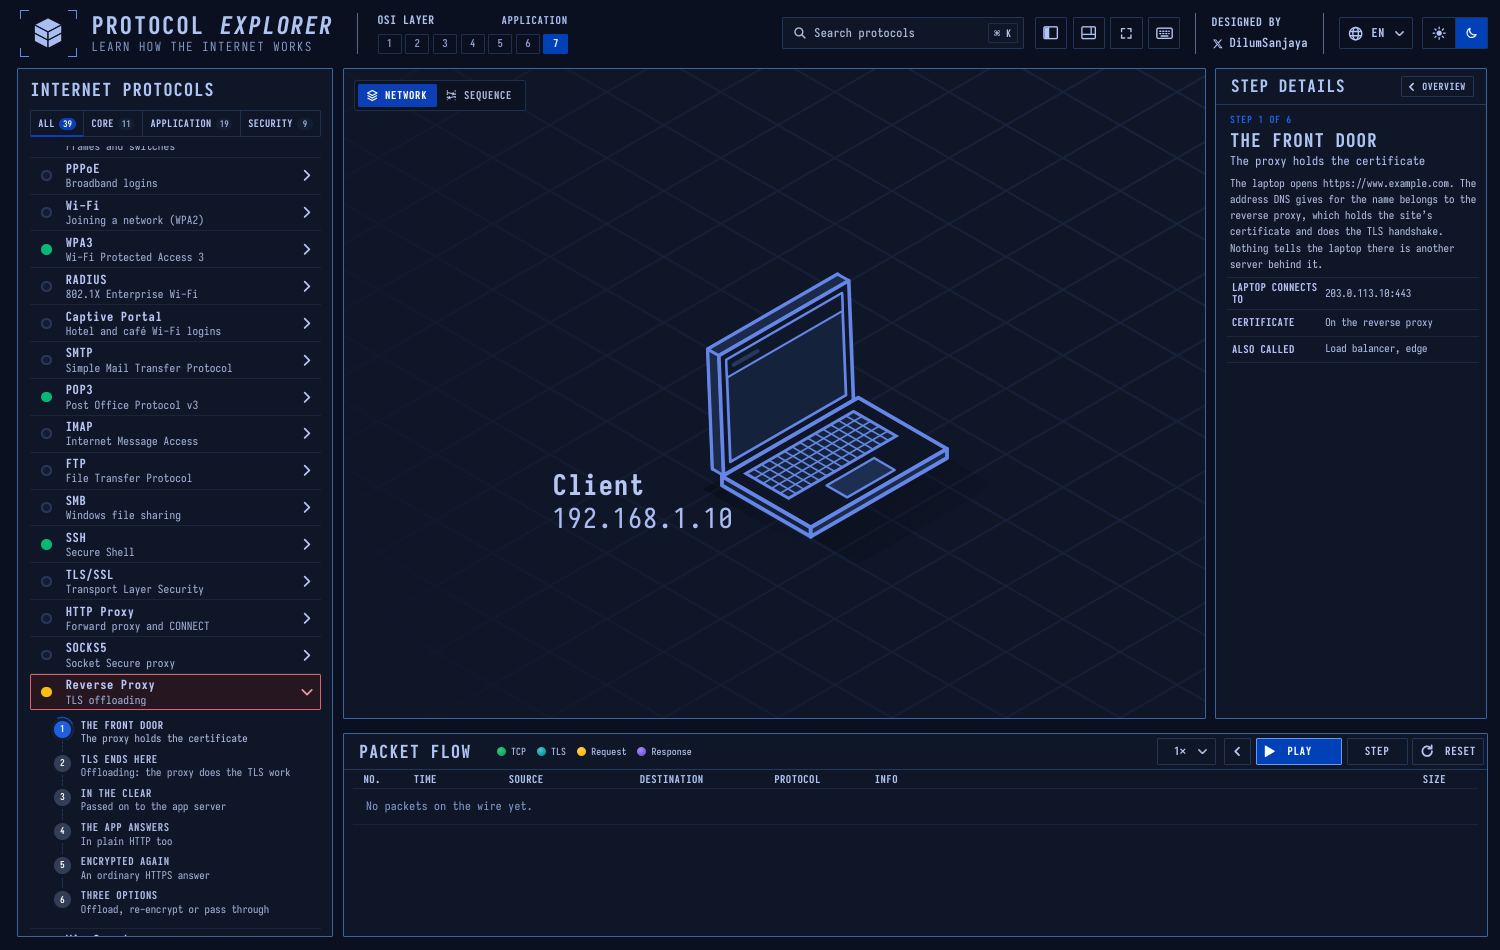 PROTOCOL EXPLORER
LEARN HOW THE INTERNET WORKS
OSI LAYER APPLICATION
1 2 3 4 5 6 7
Search protocols ⌘ K
DESIGNED BY
DilumSanjaya
EN
INTERNET PROTOCOLS
ALL 39 CORE 11 APPLICATION 19 SECURITY 9
Frames and switches
PPPoE
Broadband logins
Wi-Fi
Joining a network (WPA2)
WPA3
Wi-Fi Protected Access 3
RADIUS
802.1X Enterprise Wi-Fi
Captive Portal
Hotel and café Wi-Fi logins
SMTP
Simple Mail Transfer Protocol
POP3
Post Office Protocol v3
IMAP
Internet Message Access
FTP
File Transfer Protocol
SMB
Windows file sharing
SSH
Secure Shell
TLS/SSL
Transport Layer Security
HTTP Proxy
Forward proxy and CONNECT
SOCKS5
Socket Secure proxy
Reverse Proxy
TLS offloading
1 THE FRONT DOOR
The proxy holds the certificate
2 TLS ENDS HERE
Offloading: the proxy does the TLS work
3 IN THE CLEAR
Passed on to the app server
4 THE APP ANSWERS
In plain HTTP too
5 ENCRYPTED AGAIN
An ordinary HTTPS answer
6 THREE OPTIONS
Offload, re-encrypt or pass through
NETWORK SEQUENCE
Client
192.168.1.10
STEP DETAILS OVERVIEW
STEP 1 OF 6
THE FRONT DOOR
The proxy holds the certificate
The laptop opens https://www.example.com. The
address DNS gives for the name belongs to the
reverse proxy, which holds the site's
certificate and does the TLS handshake.
Nothing tells the laptop there is another
server behind it.
LAPTOP CONNECTS TO 203.0.113.10:443
CERTIFICATE On the reverse proxy
ALSO CALLED Load balancer, edge
PACKET FLOW TCP TLS Request Response
1× PLAY STEP RESET
NO. TIME SOURCE DESTINATION PROTOCOL INFO SIZE
No packets on the wire yet.